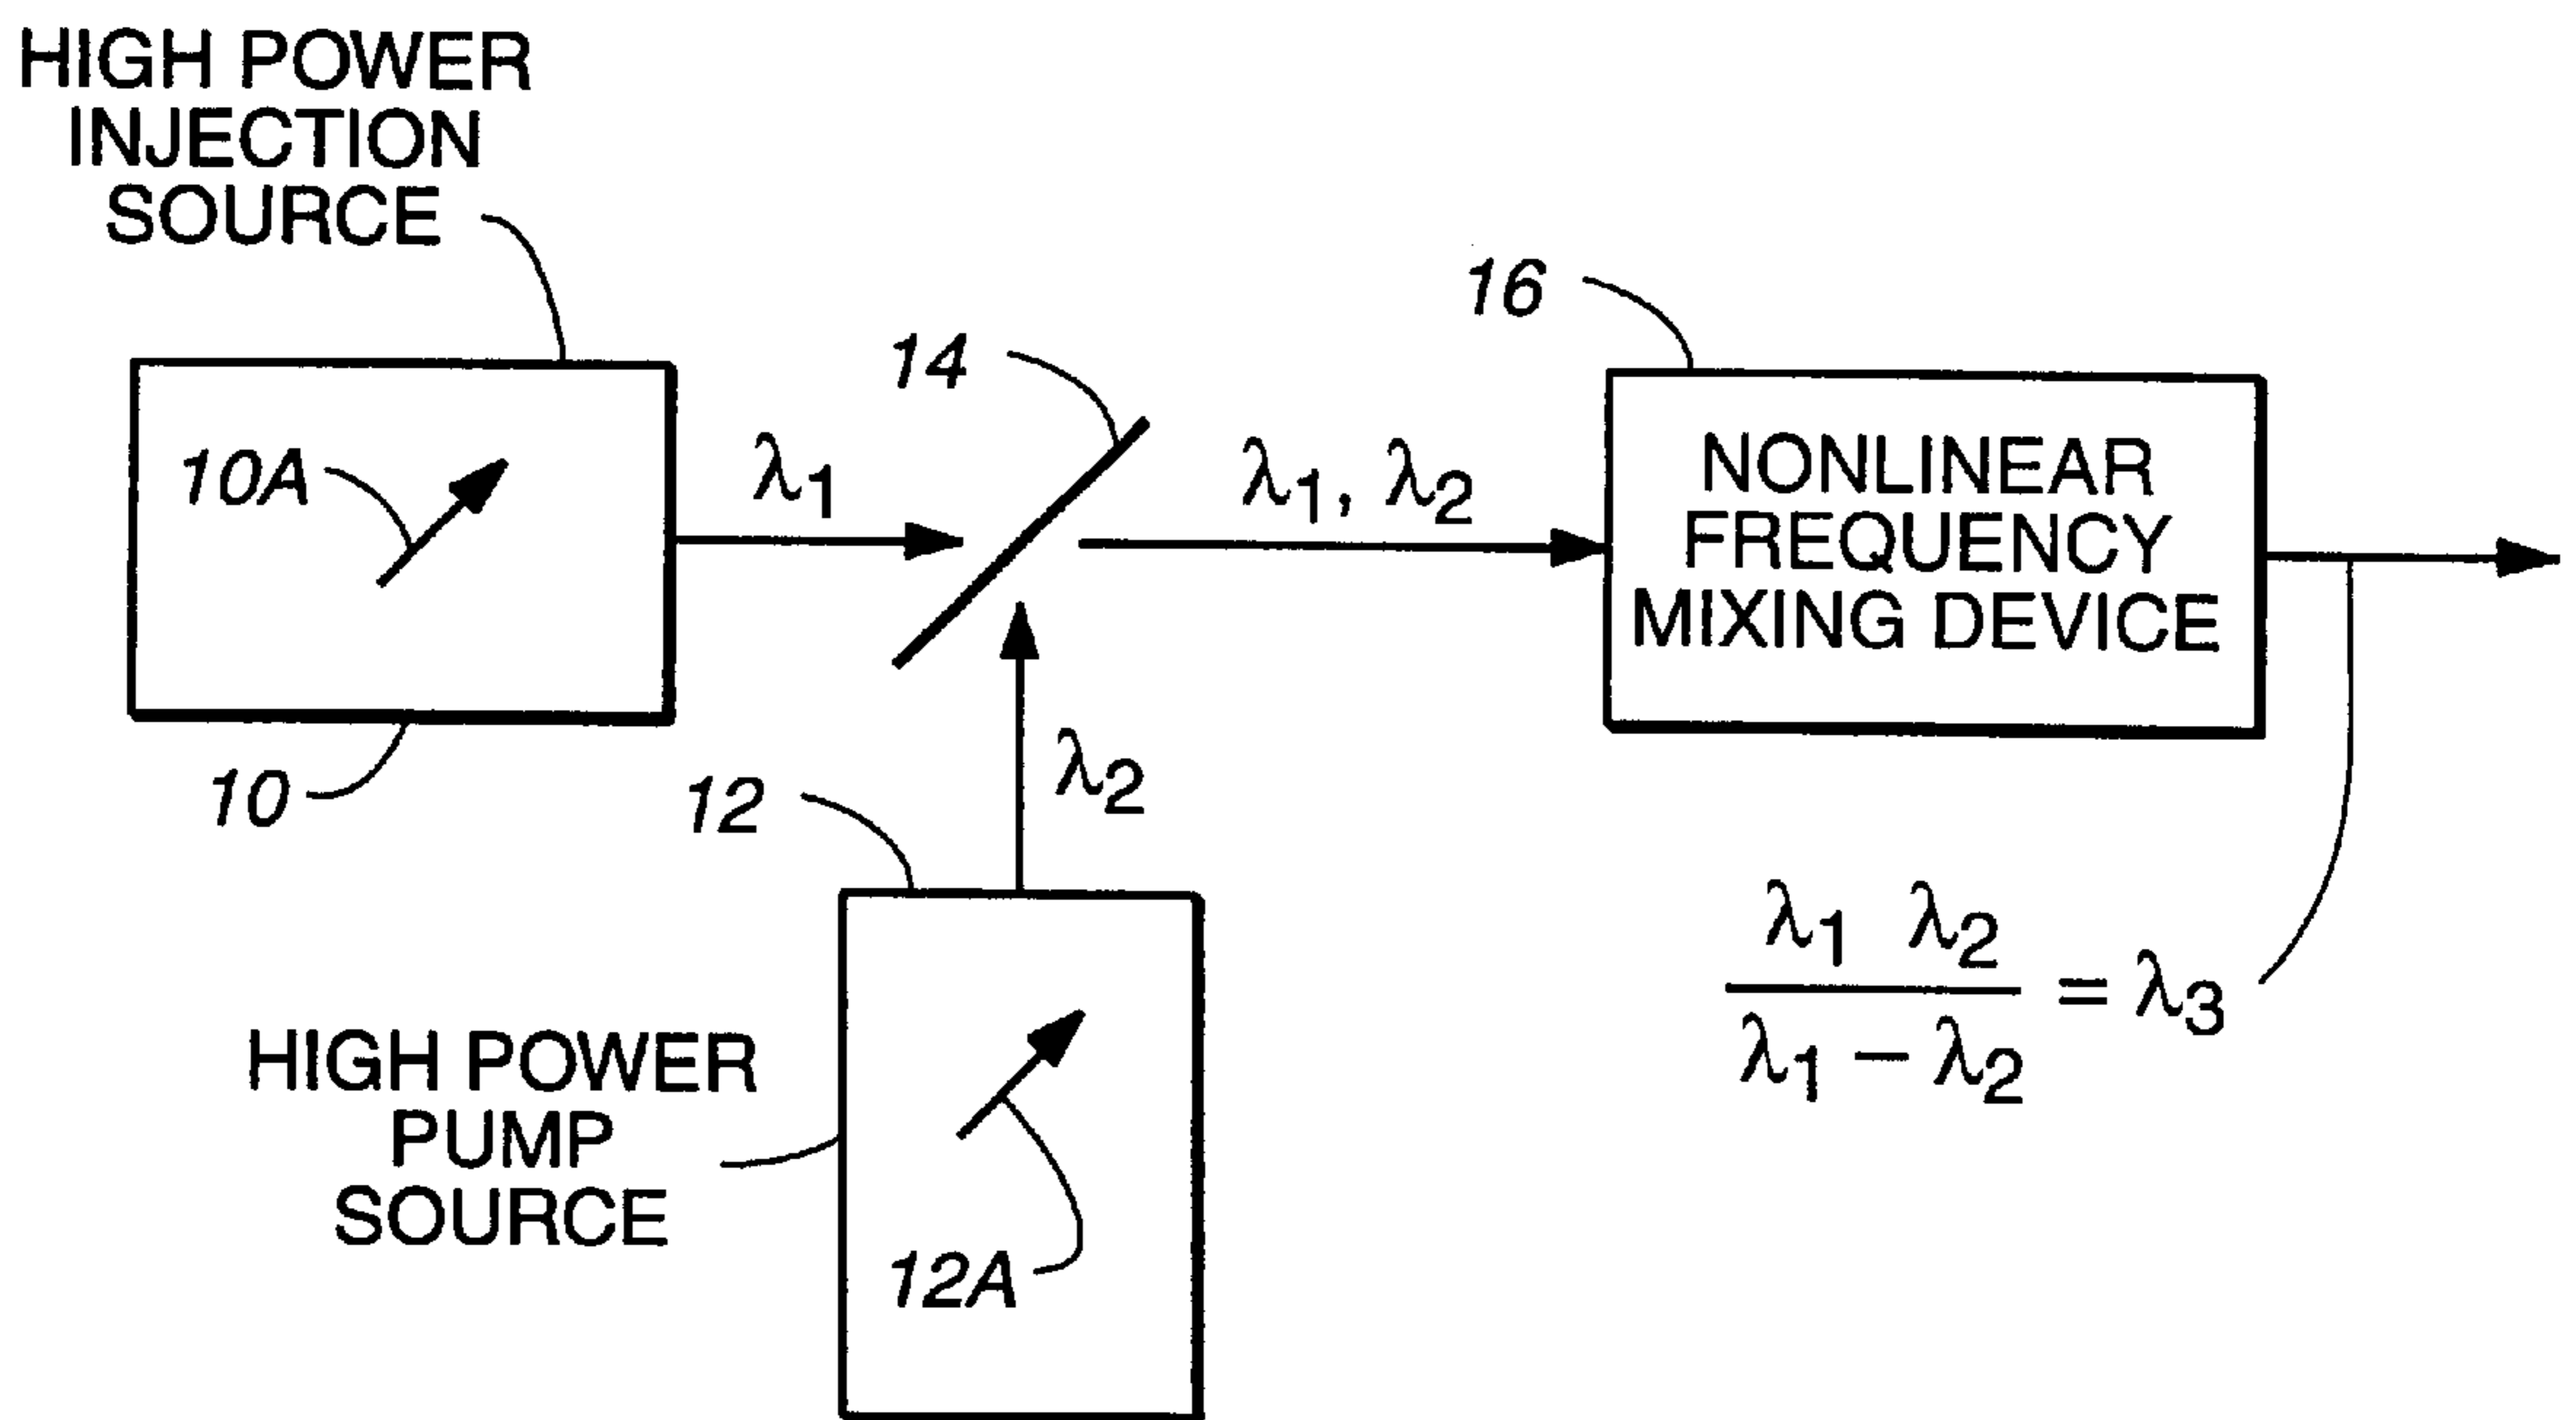 HIGH POWER
INJECTION
SOURCE
10A
10
λ1
14
λ1, λ2
16
NONLINEAR
FREQUENCY
MIXING DEVICE
12
λ2
HIGH POWER
PUMP
SOURCE
12A
λ1 λ2
λ1 − λ2
= λ3